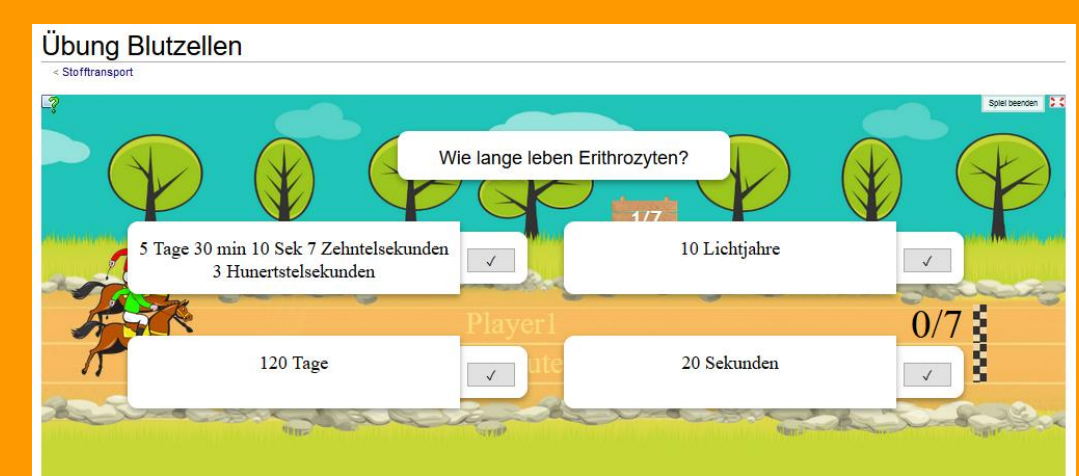 Übung Blutzellen
< Stofftransport
Spiel beenden
Wie lange leben Erithrozyten?
1/7
5 Tage 30 min 10 Sek 7 Zehntelsekunden
3 Hunertstelsekunden
✓
10 Lichtjahre
✓
Player1
0/7
120 Tage
✓
20 Sekunden
✓